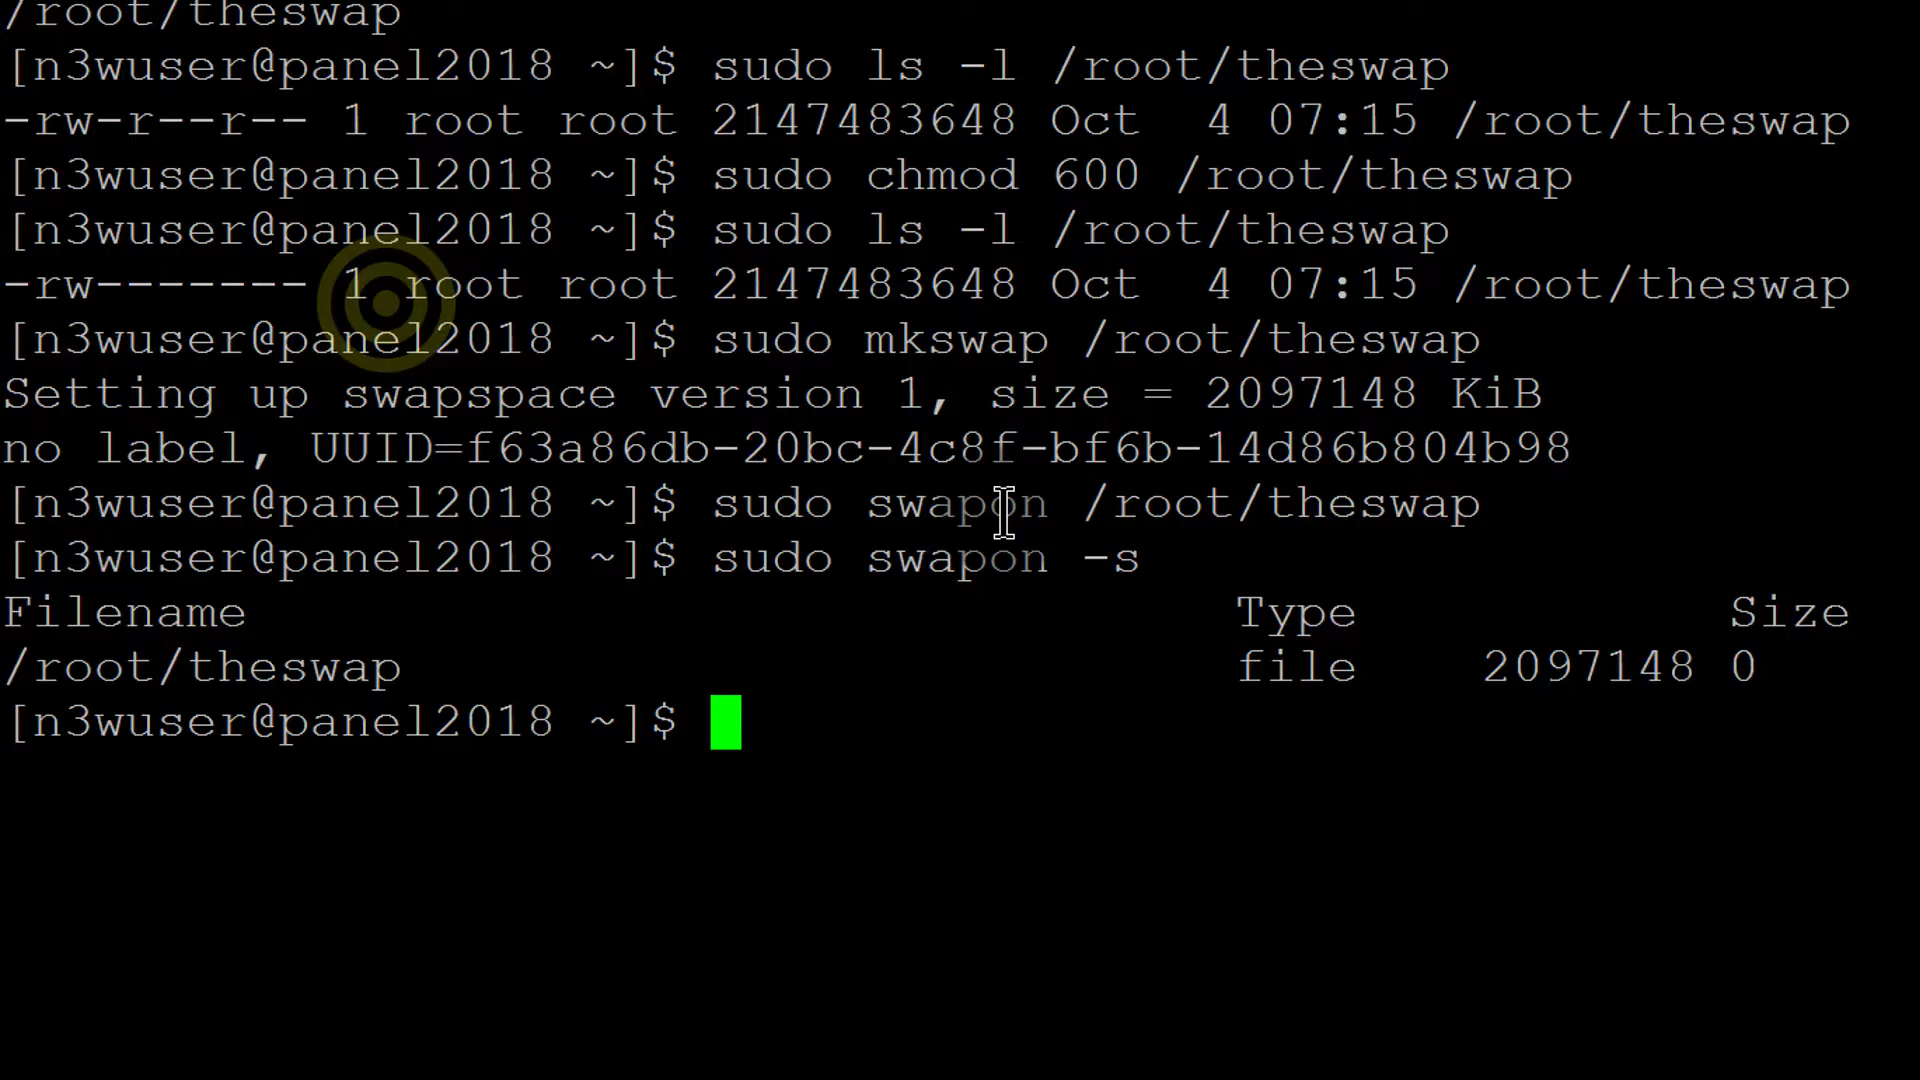 /root/theswap
[n3wuser@panel2018 ~]$ sudo ls -l /root/theswap
-rw-r--r-- 1 root root 2147483648 Oct  4 07:15 /root/theswap
[n3wuser@panel2018 ~]$ sudo chmod 600 /root/theswap
[n3wuser@panel2018 ~]$ sudo ls -l /root/theswap
-rw------- 1 root root 2147483648 Oct  4 07:15 /root/theswap
[n3wuser@panel2018 ~]$ sudo mkswap /root/theswap
Setting up swapspace version 1, size = 2097148 KiB
no label, UUID=f63a86db-20bc-4c8f-bf6b-14d86b804b98
[n3wuser@panel2018 ~]$ sudo swapon /root/theswap
[n3wuser@panel2018 ~]$ sudo swapon -s
Filename Type Size
/root/theswap file 2097148 0
[n3wuser@panel2018 ~]$